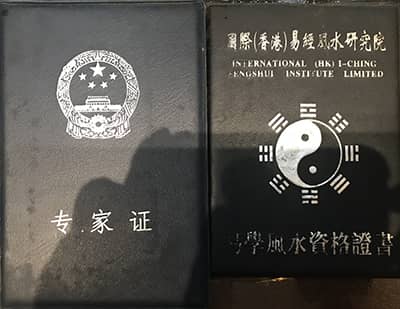 专家证
國際(香港)易經風水研究院
INTERNATIONAL (HK) I-CHING
FENGSHUI INSTITUTE LIMITED
學風水資格證書